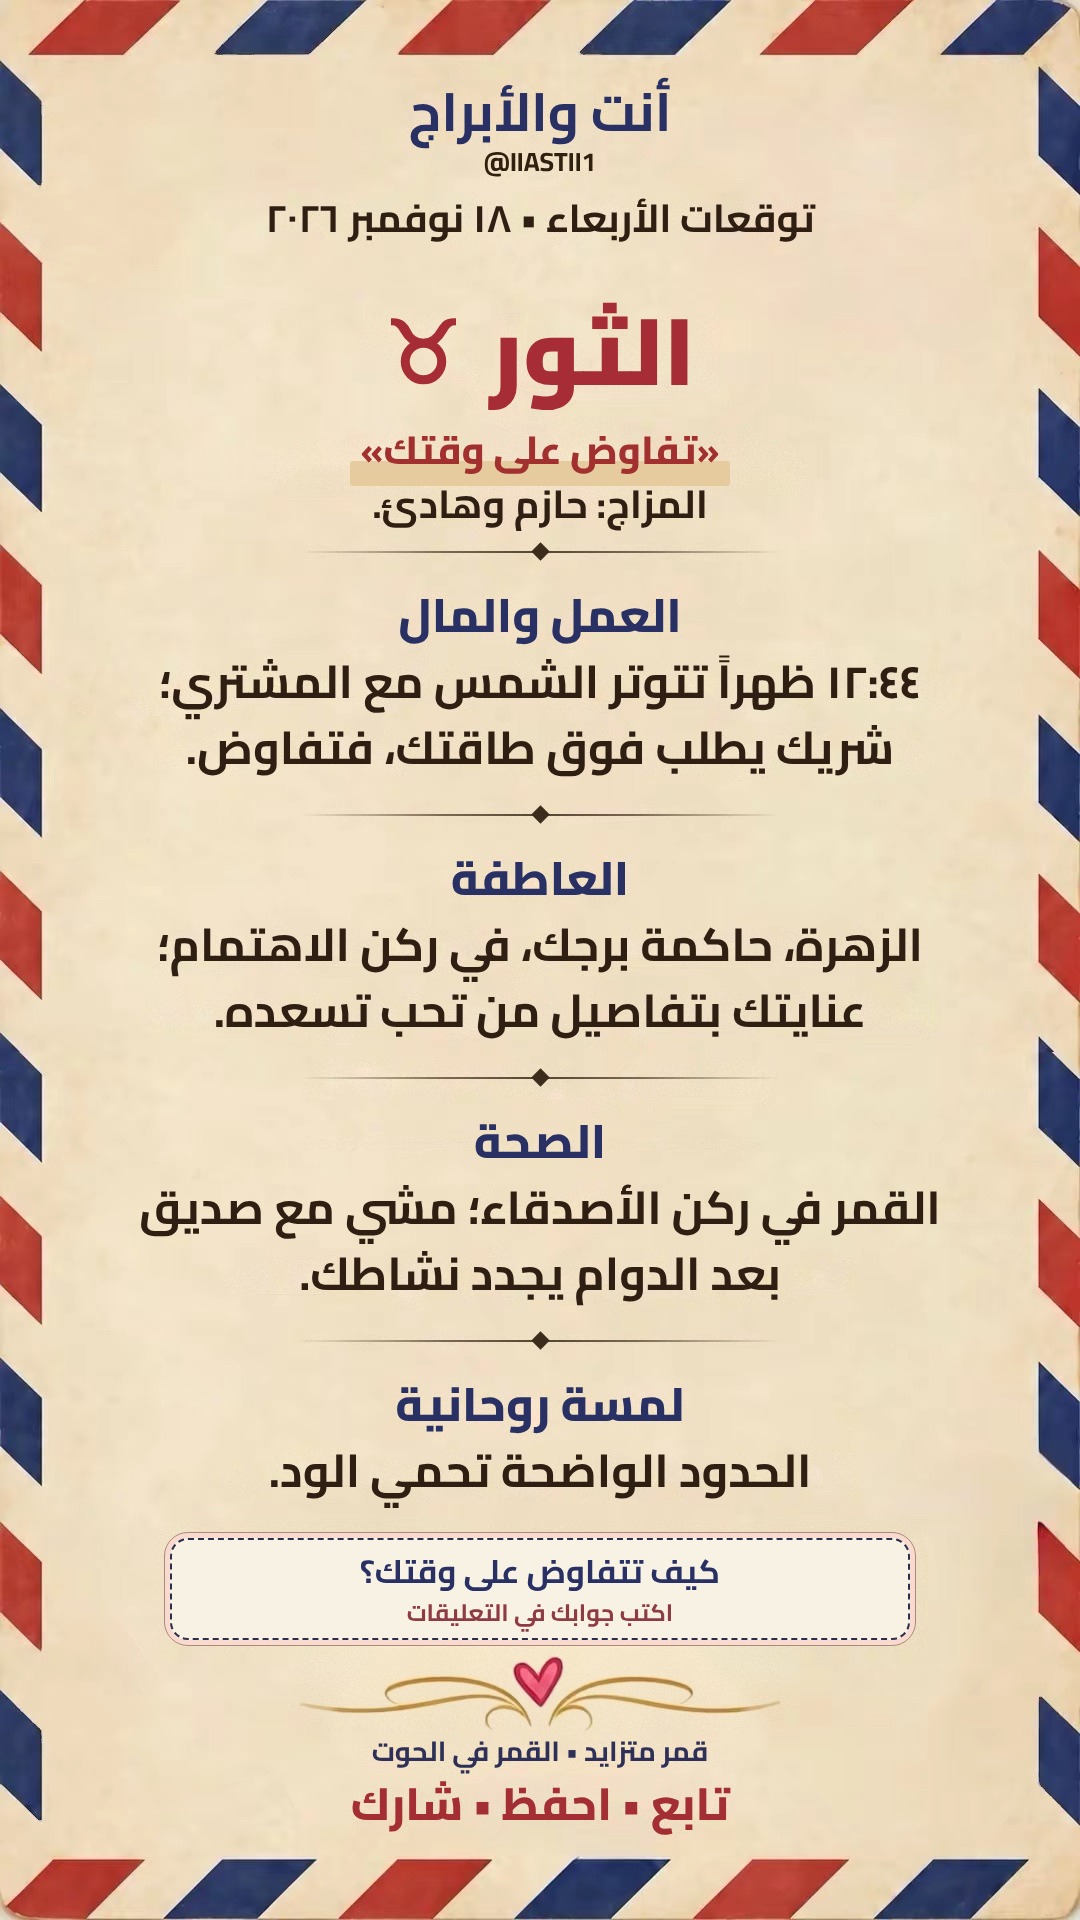 أنت والأبراج
@IIASTII1
توقعات الأربعاء ▪ ١٨ نوفمبر ٢٠٢٦
الثور ♉
«تفاوض على وقتك»
المزاج: حازم وهادئ.
العمل والمال
١٢:٤٤ ظهراً تتوتر الشمس مع المشتري؛
شريك يطلب فوق طاقتك، فتفاوض.
العاطفة
الزهرة، حاكمة برجك، في ركن الاهتمام؛
عنايتك بتفاصيل من تحب تسعده.
الصحة
القمر في ركن الأصدقاء؛ مشي مع صديق
بعد الدوام يجدد نشاطك.
لمسة روحانية
الحدود الواضحة تحمي الود.
كيف تتفاوض على وقتك؟
اكتب جوابك في التعليقات
قمر متزايد ▪ القمر في الحوت
تابع ▪ احفظ ▪ شارك